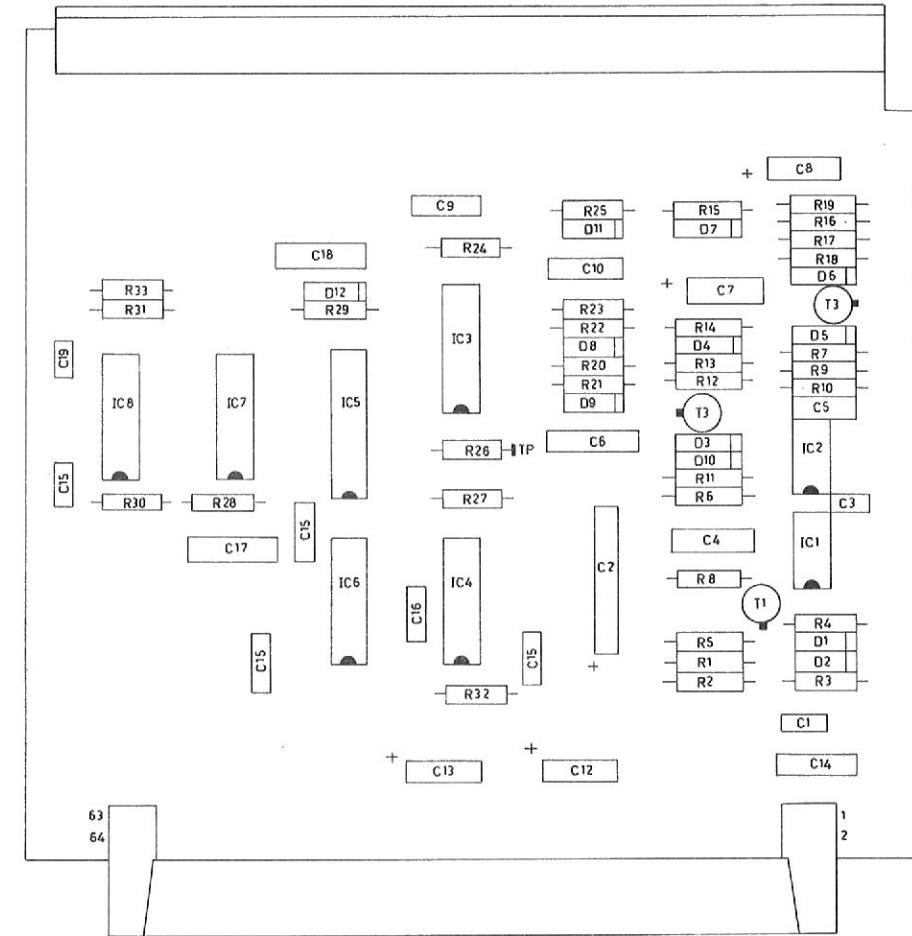 C8
R19
R16
R17
R18
D6
T3
C9
R25
D11
R15
D7
R24
C18
C10
C7
R33
R31
D12
R29
IC3
R23
R22
D8
R20
R21
D9
R14
D4
R13
R12
D5
R7
R9
R10
C5
C19
IC8
IC7
IC5
T3
C6
D3
D10
R11
R6
IC2
C3
R26
TP
C15
R30
R28
R27
C15
C17
C2
C4
IC1
IC6
IC4
C16
R8
T1
R4
D1
D2
R3
R5
R1
R2
C15
C15
R32
C1
C14
C13
C12
63
64
1
2